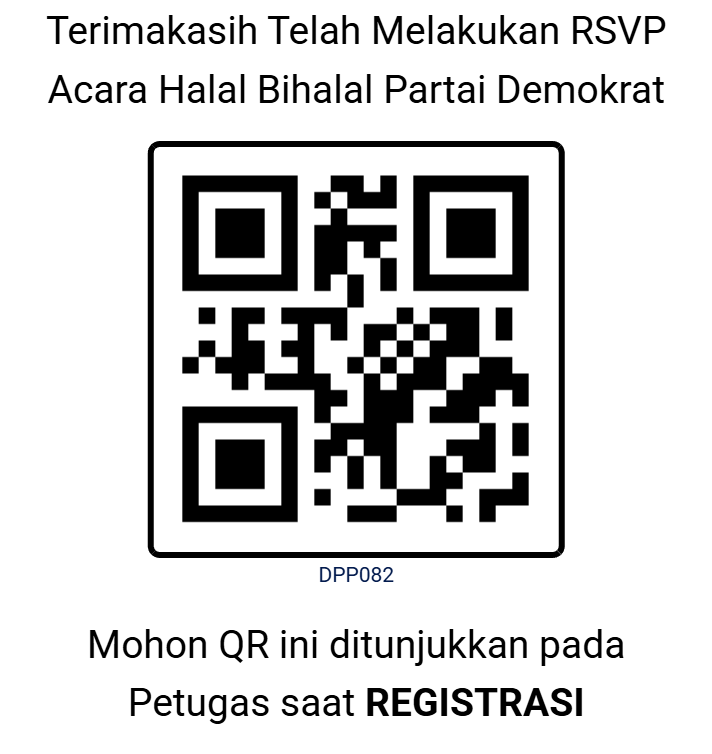 Terimakasih Telah Melakukan RSVP
Acara Halal Bihalal Partai Demokrat
DPP082
Mohon QR ini ditunjukkan pada
Petugas saat REGISTRASI